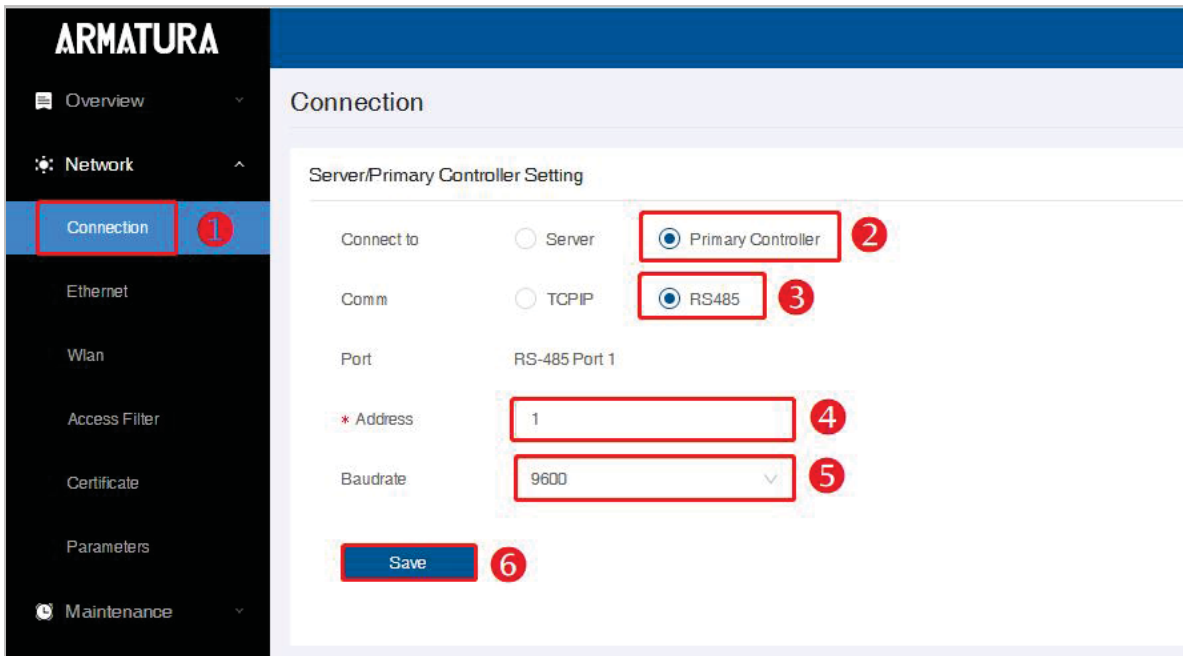 ARMATURA
Overview
Network
Connection 1
Ethernet
Wlan
Access Filter
Certificate
Parameters
Maintenance
Connection
Server/Primary Controller Setting
Connect to Server Primary Controller 2
Comm TCPIP RS485 3
Port RS-485 Port 1
* Address 1 4
Baudrate 9600 5
Save 6